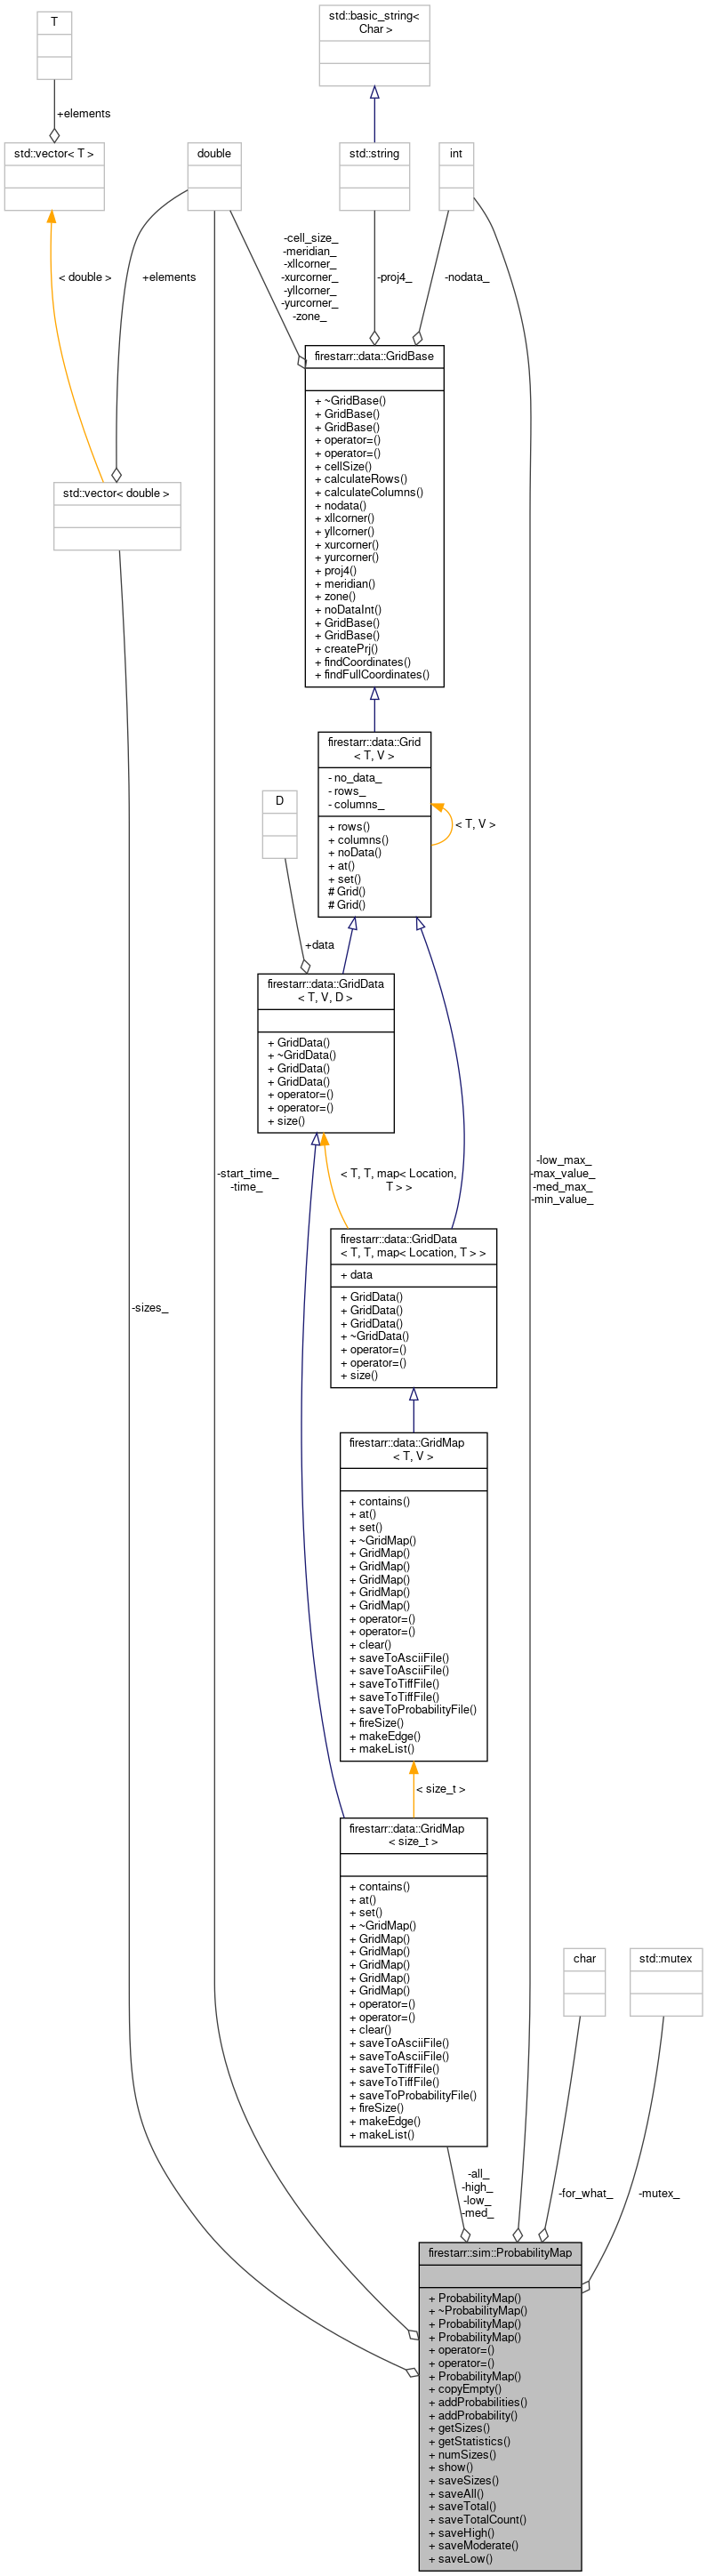 T
std::basic_string<
Char >
+elements
std::vector< T >
double
std::string
int
< double >
+elements
-cell_size_
-meridian_
-xllcorner_
-xurcorner_
-yllcorner_
-yurcorner_
-zone_
-proj4_
-nodata_
firestarr::data::GridBase
+ ~GridBase()
+ GridBase()
+ GridBase()
+ operator=()
+ operator=()
+ cellSize()
+ calculateRows()
+ calculateColumns()
+ nodata()
+ xllcorner()
+ yllcorner()
+ xurcorner()
+ yurcorner()
+ proj4()
+ meridian()
+ zone()
+ noDataInt()
+ GridBase()
+ GridBase()
+ createPrj()
+ findCoordinates()
+ findFullCoordinates()
std::vector< double >
firestarr::data::Grid
< T, V >
- no_data_
- rows_
- columns_
+ rows()
+ columns()
+ noData()
+ at()
+ set()
# Grid()
# Grid()
< T, V >
D
+data
firestarr::data::GridData
< T, V, D >
+ GridData()
+ ~GridData()
+ GridData()
+ GridData()
+ operator=()
+ operator=()
+ size()
-start_time_
-time_
< T, T, map< Location,
T > >
-low_max_
-max_value_
-med_max_
-min_value_
firestarr::data::GridData
< T, T, map< Location, T > >
+ data
+ GridData()
+ GridData()
+ GridData()
+ ~GridData()
+ operator=()
+ operator=()
+ size()
-sizes_
firestarr::data::GridMap
< T, V >
+ contains()
+ at()
+ set()
+ ~GridMap()
+ GridMap()
+ GridMap()
+ GridMap()
+ GridMap()
+ GridMap()
+ operator=()
+ operator=()
+ clear()
+ saveToAsciiFile()
+ saveToAsciiFile()
+ saveToTiffFile()
+ saveToTiffFile()
+ saveToProbabilityFile()
+ fireSize()
+ makeEdge()
+ makeList()
< size_t >
firestarr::data::GridMap
< size_t >
+ contains()
+ at()
+ set()
+ ~GridMap()
+ GridMap()
+ GridMap()
+ GridMap()
+ GridMap()
+ GridMap()
+ operator=()
+ operator=()
+ clear()
+ saveToAsciiFile()
+ saveToAsciiFile()
+ saveToTiffFile()
+ saveToTiffFile()
+ saveToProbabilityFile()
+ fireSize()
+ makeEdge()
+ makeList()
char
std::mutex
-all_
-high_
-low_
-med_
-for_what_
-mutex_
firestarr::sim::ProbabilityMap
+ ProbabilityMap()
+ ~ProbabilityMap()
+ ProbabilityMap()
+ ProbabilityMap()
+ operator=()
+ operator=()
+ ProbabilityMap()
+ copyEmpty()
+ addProbabilities()
+ addProbability()
+ getSizes()
+ getStatistics()
+ numSizes()
+ show()
+ saveSizes()
+ saveAll()
+ saveTotal()
+ saveTotalCount()
+ saveHigh()
+ saveModerate()
+ saveLow()